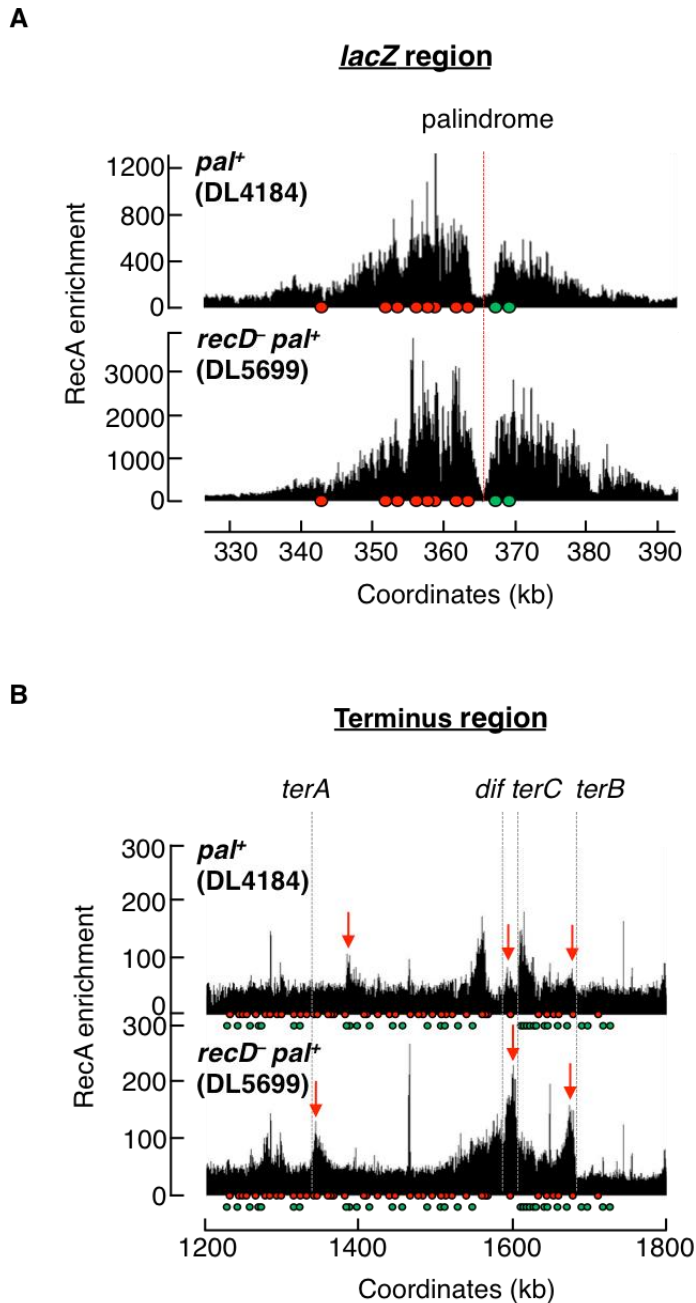 A
lacZ region
palindrome
RecA enrichment
1200
800
400
0
pal+
(DL4184)
3000
2000
1000
0
recD– pal+
(DL5699)
330 340 350 360 370 380 390
Coordinates (kb)
B
Terminus region
terA dif terC terB
RecA enrichment
300
200
100
0
pal+
(DL4184)
RecA enrichment
300
200
100
0
recD– pal+
(DL5699)
1200 1400 1600 1800
Coordinates (kb)